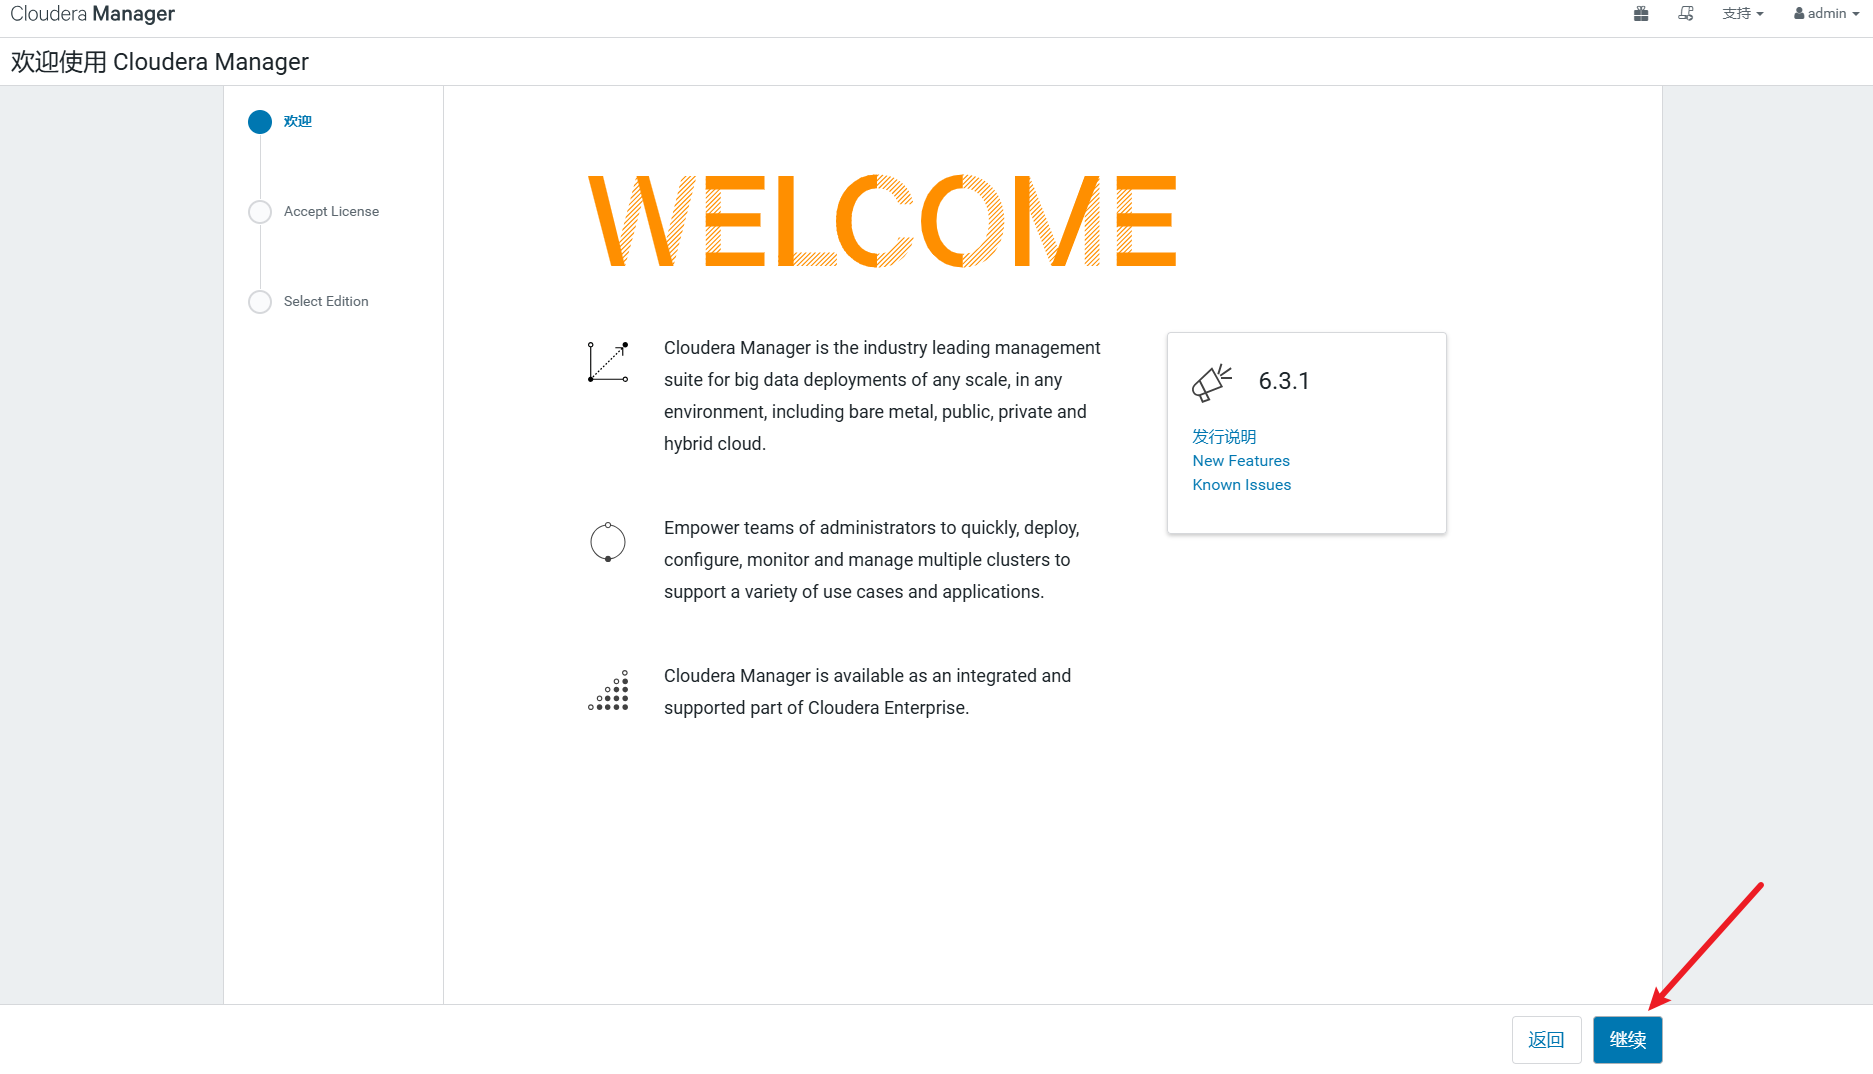 Cloudera Manager
支持
admin
欢迎使用 Cloudera Manager
欢迎
Accept License
Select Edition
WELCOME
Cloudera Manager is the industry leading management
suite for big data deployments of any scale, in any
environment, including bare metal, public, private and
hybrid cloud.
6.3.1
发行说明
New Features
Known Issues
Empower teams of administrators to quickly, deploy,
configure, monitor and manage multiple clusters to
support a variety of use cases and applications.
Cloudera Manager is available as an integrated and
supported part of Cloudera Enterprise.
返回
继续